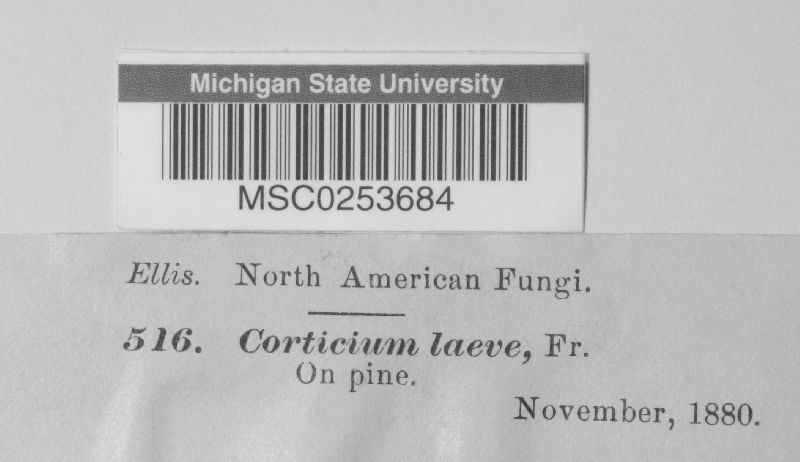 Michigan State University
MSC0253684
Ellis. North American Fungi.
516. Corticium laeve, Fr.
On pine.
November, 1880.